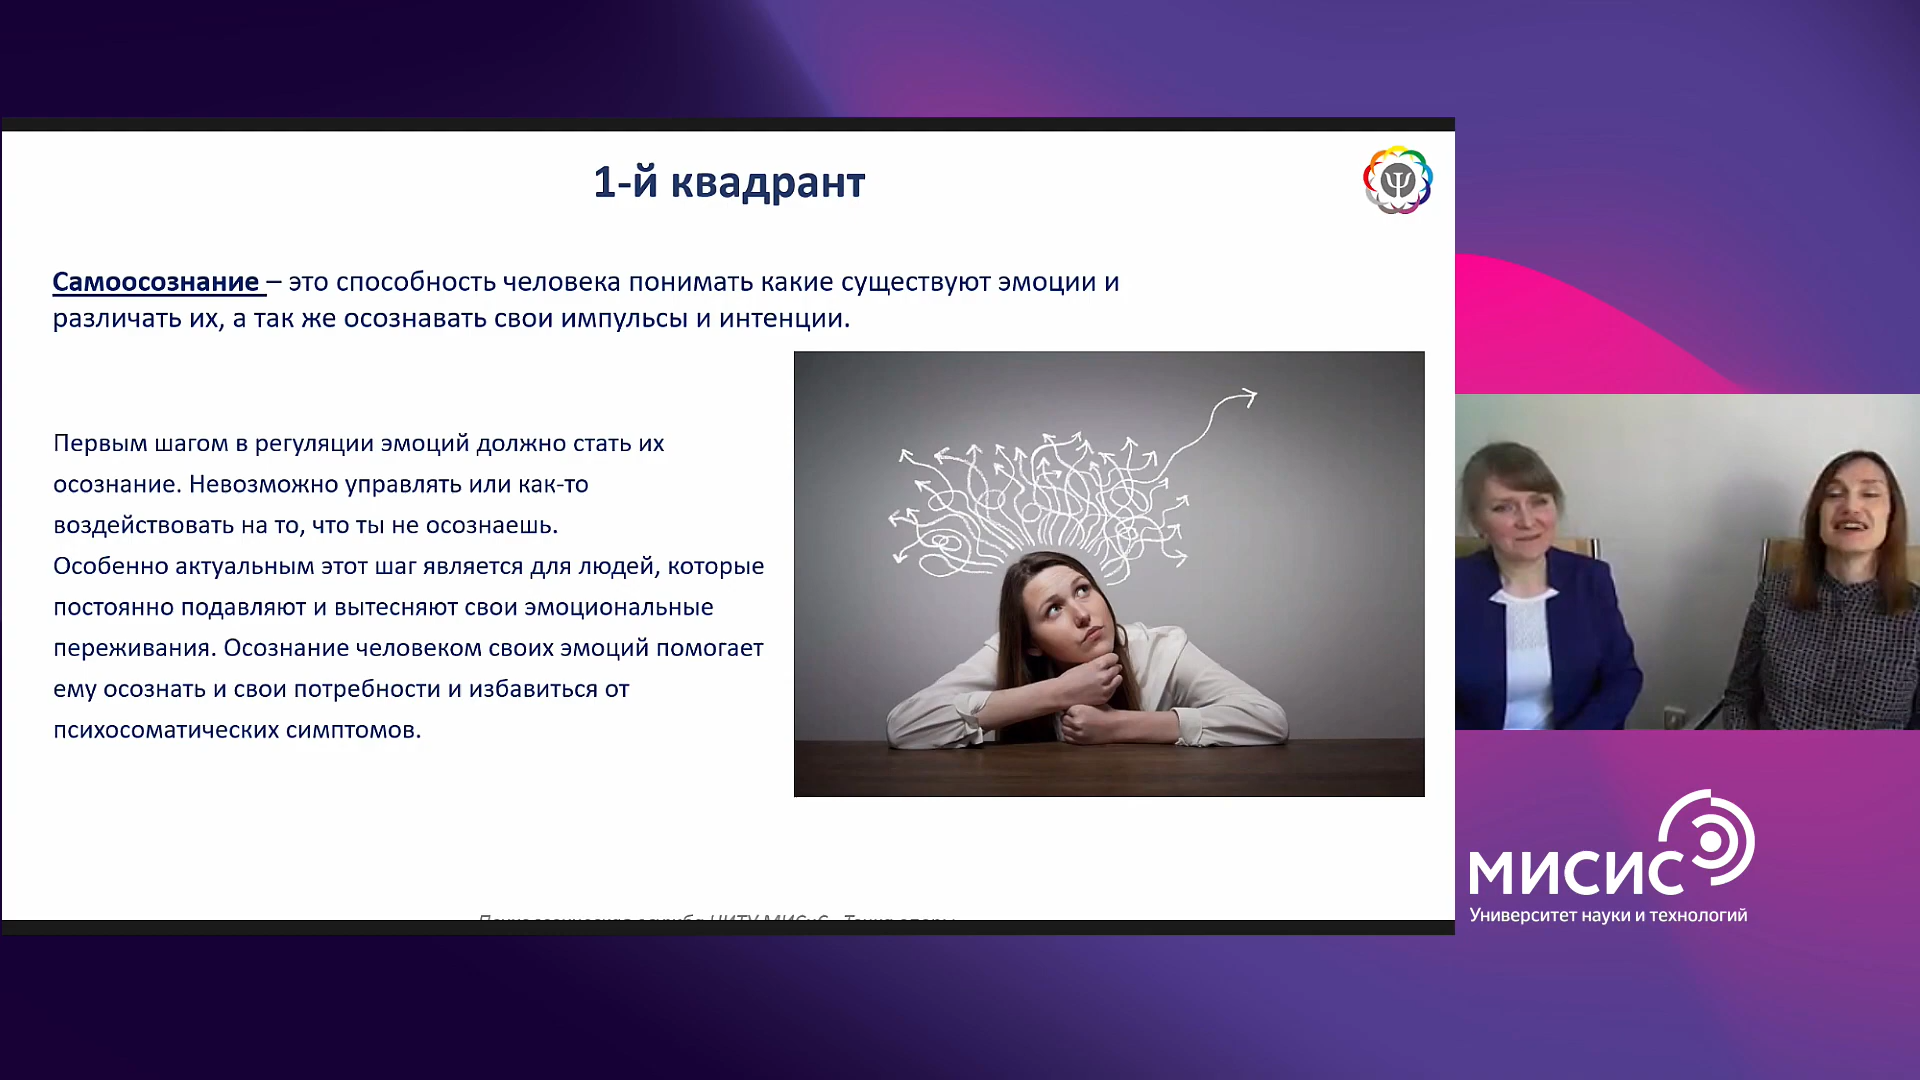 1-й квадрант
Ψ
Самоосознание – это способность человека понимать какие существуют эмоции и
различать их, а так же осознавать свои импульсы и интенции.
Первым шагом в регуляции эмоций должно стать их
осознание. Невозможно управлять или как-то
воздействовать на то, что ты не осознаешь.
Особенно актуальным этот шаг является для людей, которые
постоянно подавляют и вытесняют свои эмоциональные
переживания. Осознание человеком своих эмоций помогает
ему осознать и свои потребности и избавиться от
психосоматических симптомов.
МИСИС
Университет науки и технологий